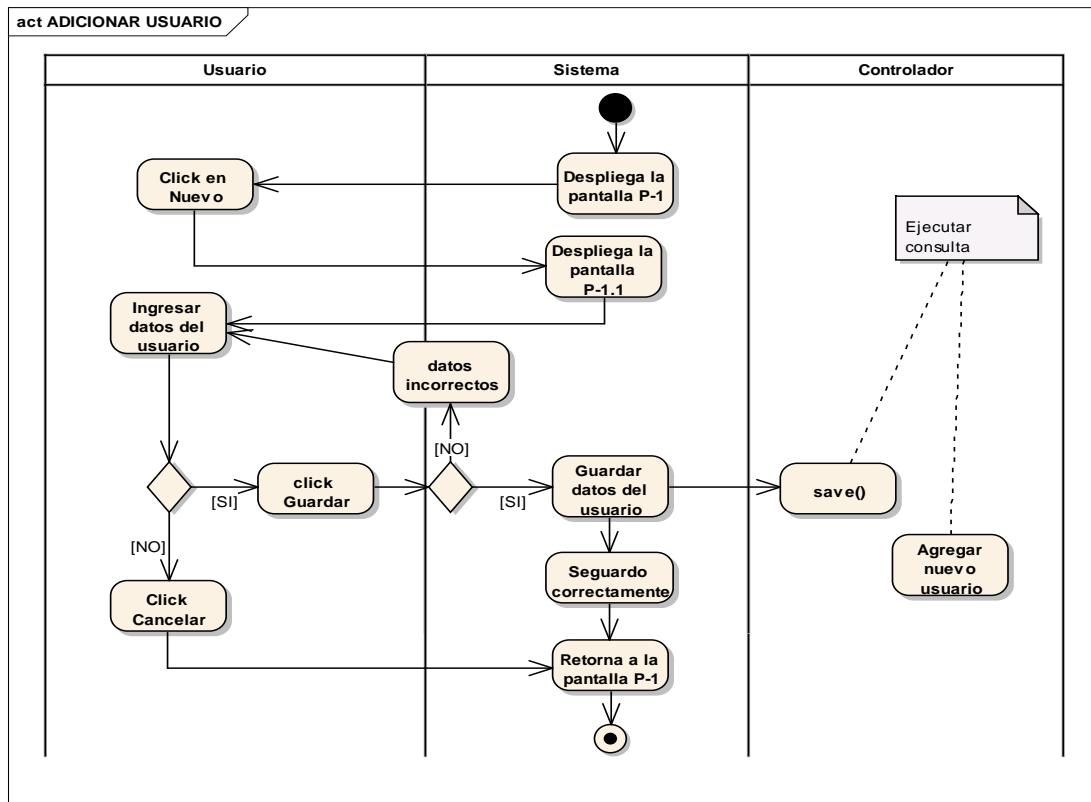 act ADICIONAR USUARIO
Usuario
Sistema
Controlador
Despliega la
pantalla P-1
Click en
Nuevo
Ejecutar
consulta
Despliega la
pantalla
P-1.1
Ingresar
datos del
usuario
datos
incorrectos
[NO]
[SI]
click
Guardar
[SI]
Guardar
datos del
usuario
save()
[NO]
Click
Cancelar
Seguardo
correctamente
Agregar
nuevo
usuario
Retorna a la
pantalla P-1